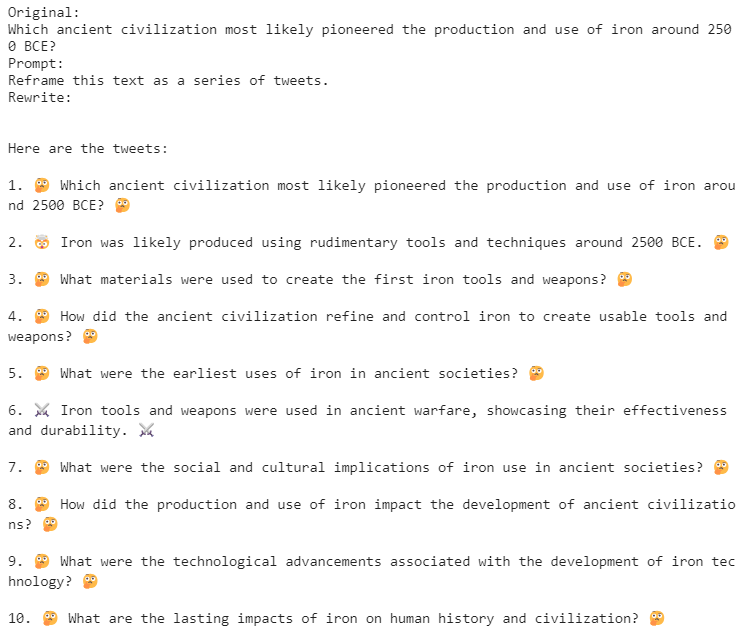 Original:
Which ancient civilization most likely pioneered the production and use of iron around 250
0 BCE?
Prompt:
Reframe this text as a series of tweets.
Rewrite:
Here are the tweets:
1. 🤔 Which ancient civilization most likely pioneered the production and use of iron arou
nd 2500 BCE? 🤔
2. 🤯 Iron was likely produced using rudimentary tools and techniques around 2500 BCE. 🤔
3. 🤔 What materials were used to create the first iron tools and weapons? 🤔
4. 🤔 How did the ancient civilization refine and control iron to create usable tools and
weapons? 🤔
5. 🤔 What were the earliest uses of iron in ancient societies? 🤔
6. ⚔️ Iron tools and weapons were used in ancient warfare, showcasing their effectiveness
and durability. ⚔️
7. 🤔 What were the social and cultural implications of iron use in ancient societies? 🤔
8. 🤔 How did the production and use of iron impact the development of ancient civilizatio
ns? 🤔
9. 🤔 What were the technological advancements associated with the development of iron tec
hnology? 🤔
10. 🤔 What are the lasting impacts of iron on human history and civilization? 🤔